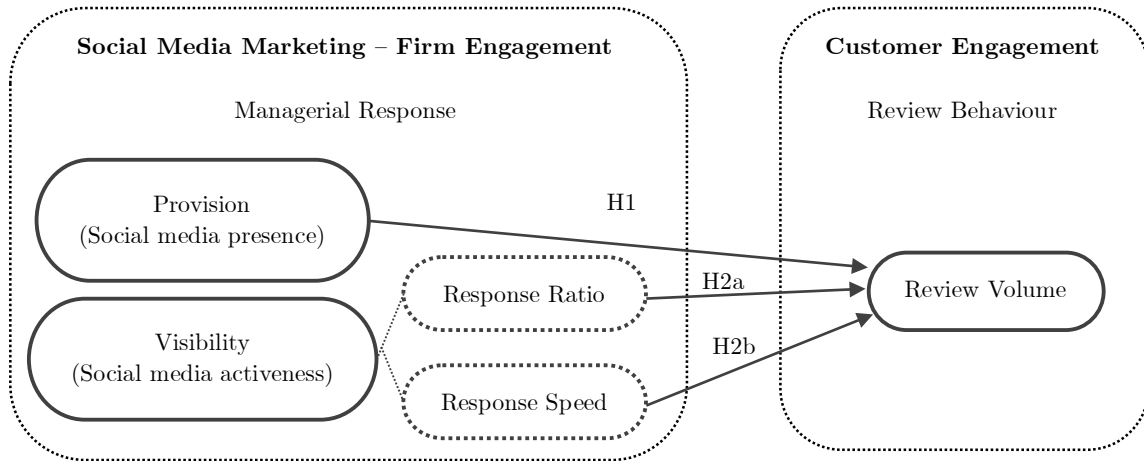 Social Media Marketing – Firm Engagement
Managerial Response
Provision
(Social media presence)
Visibility
(Social media activeness)
Response Ratio
Response Speed
H1
H2a
H2b
Customer Engagement
Review Behaviour
Review Volume